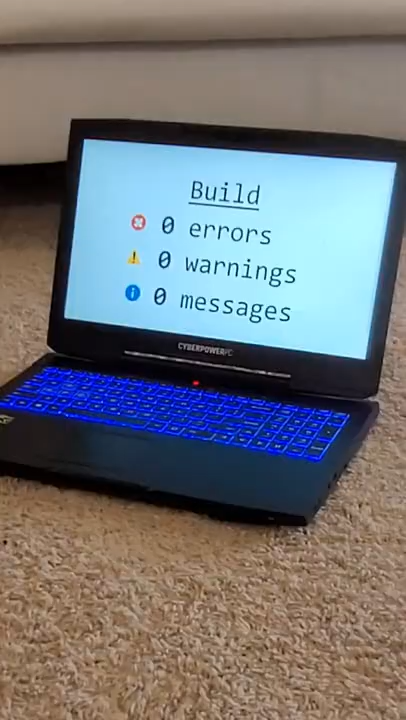 Build
0 errors
0 warnings
0 messages
CYBERPOWERPC